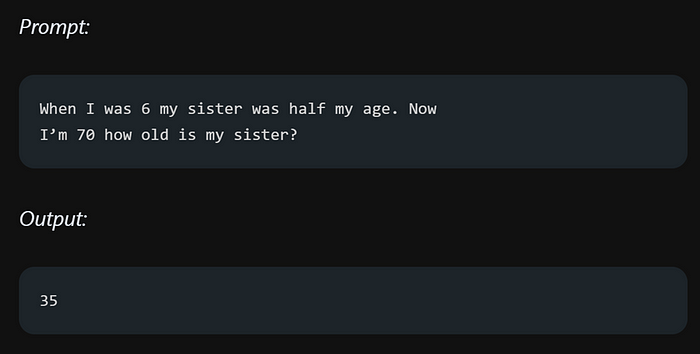 Prompt:
When I was 6 my sister was half my age. Now
I’m 70 how old is my sister?
Output:
35